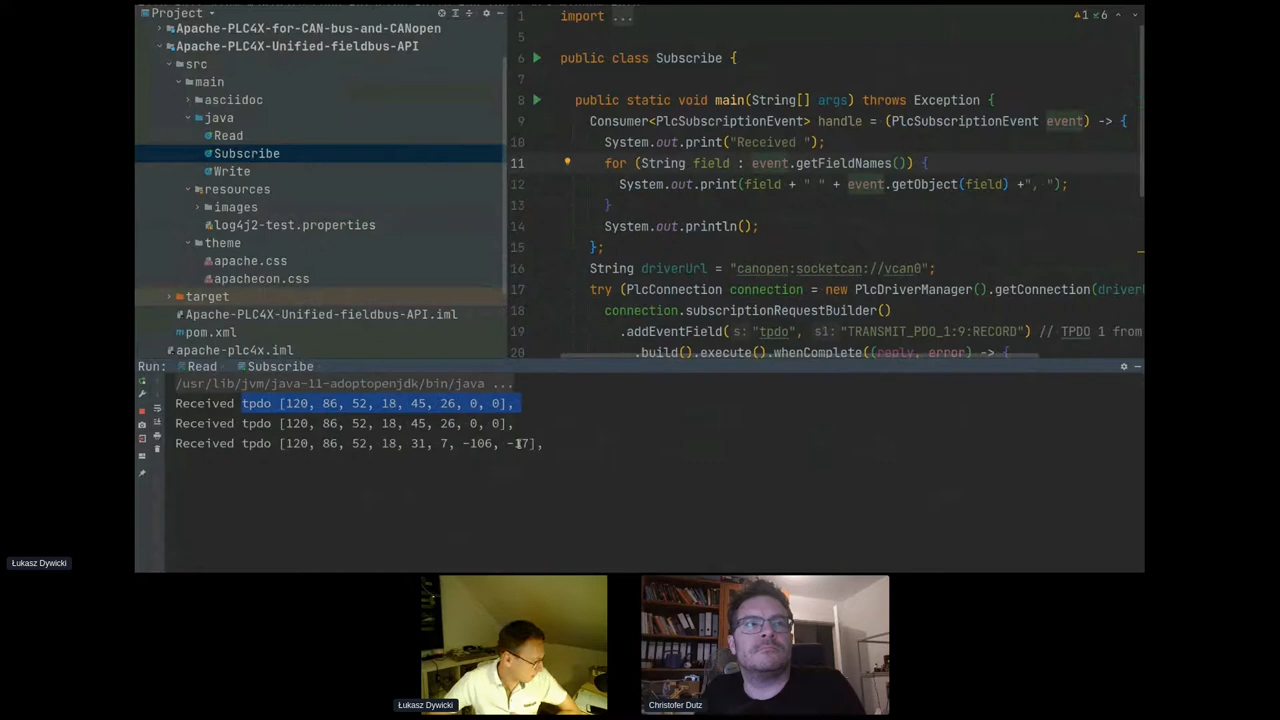 Project
Apache-PLC4X-for-CAN-bus-and-CANopen
Apache-PLC4X-Unified-fieldbus-API
src
main
asciidoc
java
Read
Subscribe
Write
resources
images
log4j2-test.properties
theme
apache.css
apachecon.css
target
Apache-PLC4X-Unified-fieldbus-API.iml
pom.xml
apache-plc4x.iml
1 import ...
1 6
5
6 public class Subscribe {
7
8 public static void main(String[] args) throws Exception {
9 Consumer<PlcSubscriptionEvent> handle = (PlcSubscriptionEvent event) -> {
10 System.out.print("Received ");
11 for (String field : event.getFieldNames()) {
12 System.out.print(field + " " + event.getObject(field) +", ");
13 }
14 System.out.println();
15 };
16 String driverUrl = "canopen:socketcan://vcan0";
17 try (PlcConnection connection = new PlcDriverManager().getConnection(driverU
18 connection.subscriptionRequestBuilder()
19 .addEventField( s: "tpdo", s1: "TRANSMIT_PDO_1:9:RECORD") // TPDO 1 from
20 .build().execute().whenComplete((reply, error) -> {
Run: Read Subscribe
/usr/lib/jvm/java-11-adoptopenjdk/bin/java ...
Received tpdo [120, 86, 52, 18, 45, 26, 0, 0],
Received tpdo [120, 86, 52, 18, 45, 26, 0, 0],
Received tpdo [120, 86, 52, 18, 31, 7, -106, -17],
Łukasz Dywicki
Łukasz Dywicki
Christofer Dutz